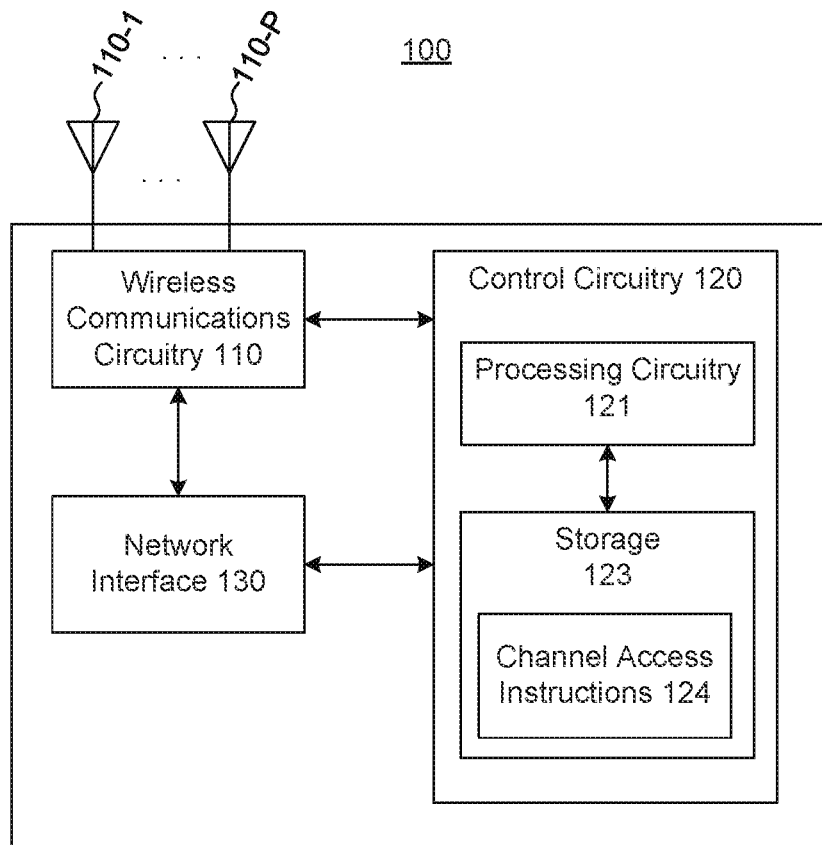 110-1
. . .
110-P
100
. . .
Wireless
Communications
Circuitry 110
Control Circuitry 120
Processing Circuitry
121
Network
Interface 130
Storage
123
Channel Access
Instructions 124